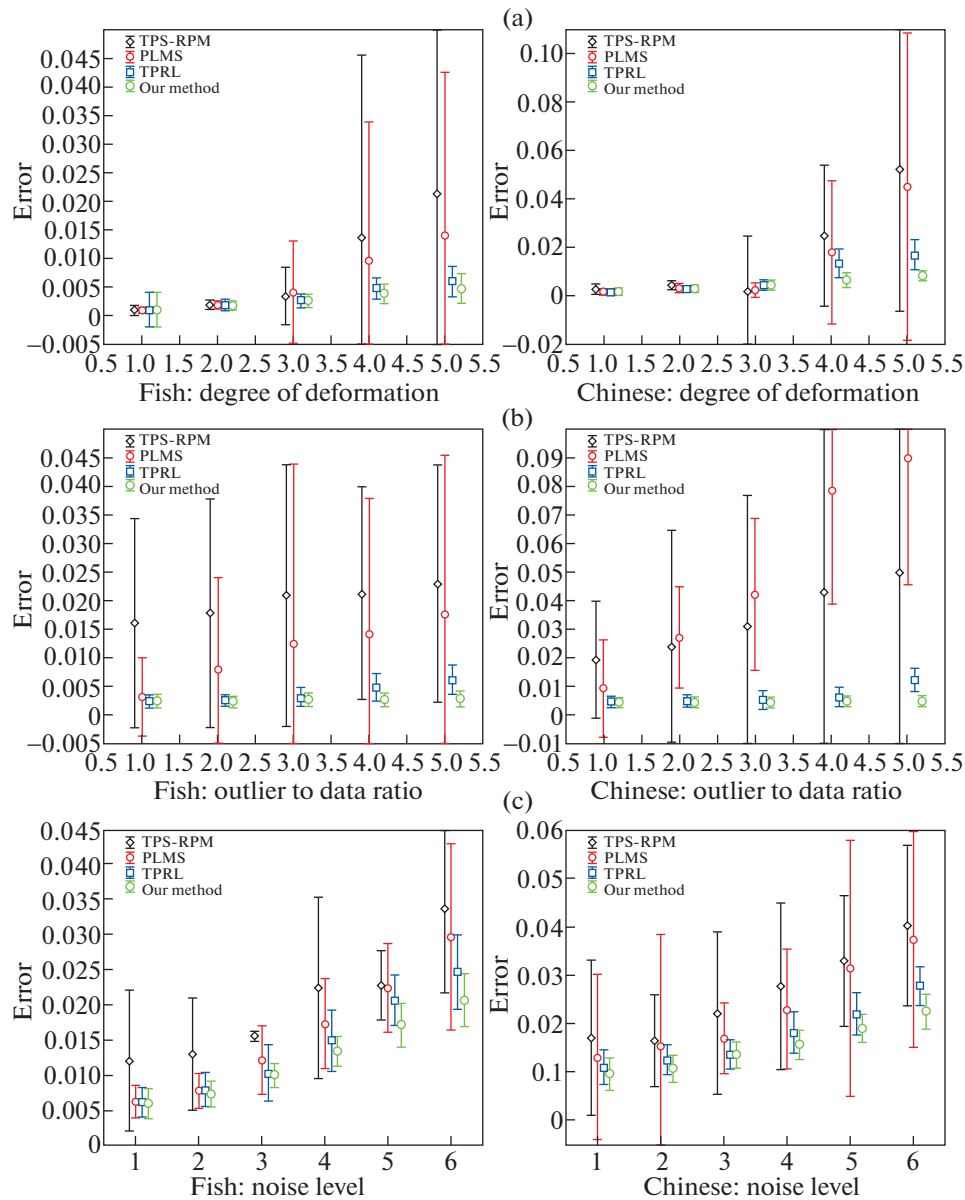 (a)
TPS-RPM
PLMS
TPRL
Our method
0.045
0.040
0.035
0.030
0.025
0.020
0.015
0.010
0.005
0
−0.005
Error
0.5 1.0 1.5 2.0 2.5 3.0 3.5 4.0 4.5 5.0 5.5
Fish: degree of deformation
TPS-RPM
PLMS
TPRL
Our method
0.10
0.08
0.06
0.04
0.02
0
−0.02
Error
0.5 1.0 1.5 2.0 2.5 3.0 3.5 4.0 4.5 5.0 5.5
Chinese: degree of deformation
(b)
TPS-RPM
PLMS
TPRL
Our method
0.045
0.040
0.035
0.030
0.025
0.020
0.015
0.010
0.005
0
−0.005
Error
0.5 1.0 1.5 2.0 2.5 3.0 3.5 4.0 4.5 5.0 5.5
Fish: outlier to data ratio
TPS-RPM
PLMS
TPRL
Our method
0.09
0.08
0.07
0.06
0.05
0.04
0.03
0.02
0.005
0
−0.01
Error
0.5 1.0 1.5 2.0 2.5 3.0 3.5 4.0 4.5 5.0 5.5
Chinese: outlier to data ratio
(c)
TPS-RPM
PLMS
TPRL
Our method
0.045
0.040
0.035
0.030
0.025
0.020
0.015
0.010
0.005
0
Error
1 2 3 4 5 6
Fish: noise level
TPS-RPM
PLMS
TPRL
Our method
0.06
0.05
0.04
0.03
0.02
0.10
0
Error
1 2 3 4 5 6
Chinese: noise level